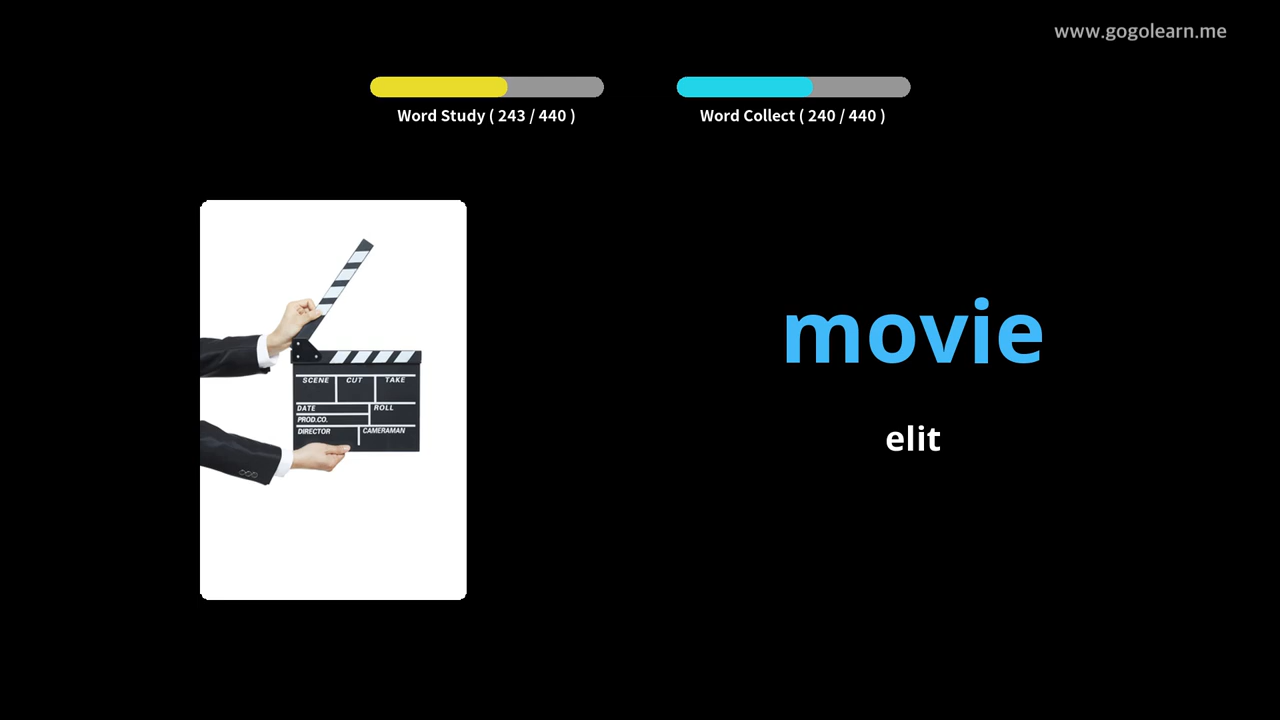 www.gogolearn.me
Word Study ( 243 / 440 )
Word Collect ( 240 / 440 )
movie
elit
SCENE CUT TAKE
DATE ROLL
PROD.CO.
DIRECTOR CAMERAMAN